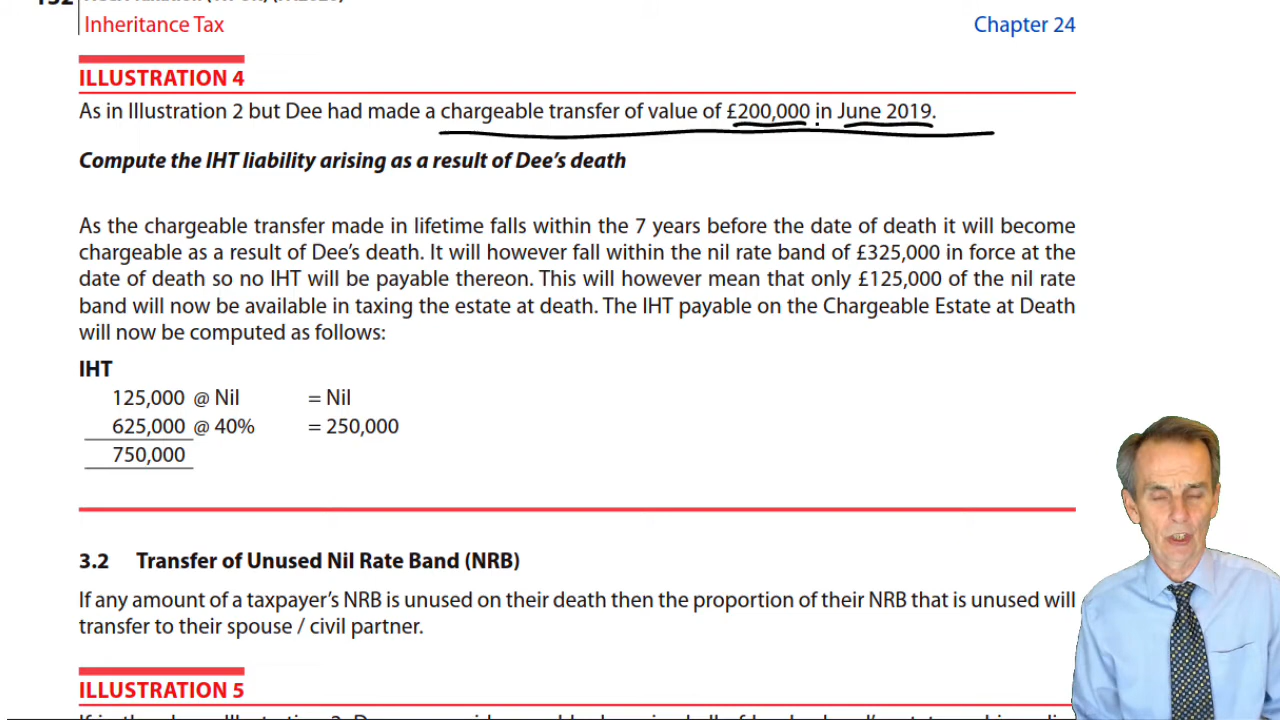 132
Inheritance Tax
Chapter 24
ILLUSTRATION 4
As in Illustration 2 but Dee had made a chargeable transfer of value of £200,000 in June 2019.
Compute the IHT liability arising as a result of Dee's death
As the chargeable transfer made in lifetime falls within the 7 years before the date of death it will become
chargeable as a result of Dee's death. It will however fall within the nil rate band of £325,000 in force at the
date of death so no IHT will be payable thereon. This will however mean that only £125,000 of the nil rate
band will now be available in taxing the estate at death. The IHT payable on the Chargeable Estate at Death
will now be computed as follows:
IHT
125,000 @ Nil = Nil
625,000 @ 40% = 250,000
750,000
3.2 Transfer of Unused Nil Rate Band (NRB)
If any amount of a taxpayer's NRB is unused on their death then the proportion of their NRB that is unused will
transfer to their spouse / civil partner.
ILLUSTRATION 5